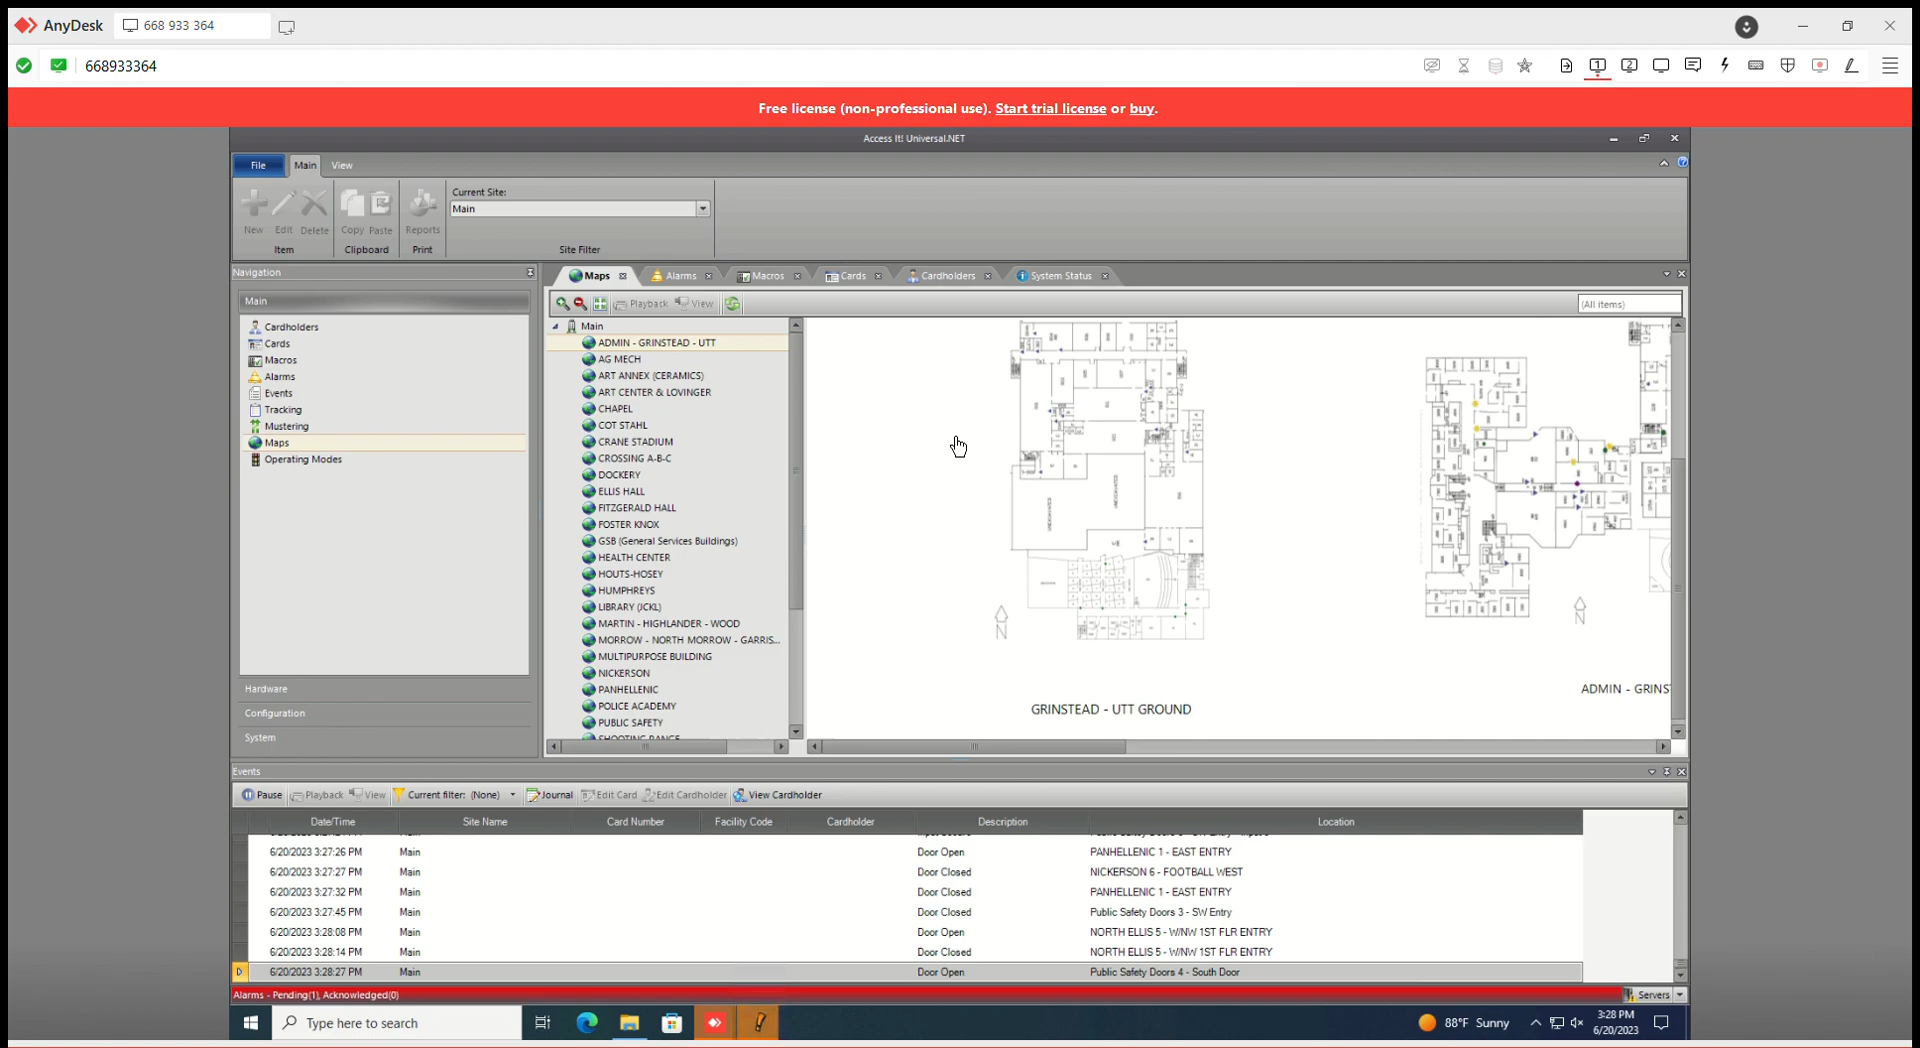 AnyDesk
668 933 364
668933364
Free license (non-professional use). Start trial license or buy.
Access It! Universal.NET
File
Main
View
New
Edit
Delete
Copy
Paste
Reports
Item
Clipboard
Print
Current Site:
Main
Site Filter
Navigation
Main
Cardholders
Cards
Macros
Alarms
Events
Tracking
Mustering
Maps
Operating Modes
Hardware
Configuration
System
Maps
Alarms
Macros
Cards
Cardholders
System Status
Playback
View
(All items)
Main
ADMIN - GRINSTEAD - UTT
AG MECH
ART ANNEX (CERAMICS)
ART CENTER & LOVINGER
CHAPEL
COT STAHL
CRANE STADIUM
CROSSING A-B-C
DOCKERY
ELLIS HALL
FITZGERALD HALL
FOSTER KNOX
GSB (General Services Buildings)
HEALTH CENTER
HOUTS-HOSEY
HUMPHREYS
LIBRARY (JCKL)
MARTIN - HIGHLANDER - WOOD
MORROW - NORTH MORROW - GARRIS...
MULTIPURPOSE BUILDING
NICKERSON
PANHELLENIC
POLICE ACADEMY
PUBLIC SAFETY
SHOOTING RANGE
N
N
GRINSTEAD - UTT GROUND
ADMIN - GRINST
Events
Pause
Playback
View
Current filter: (None)
Journal
Edit Card
Edit Cardholder
View Cardholder
Date/Time Site Name Card Number Facility Code Cardholder Description Location
6/20/2023 3:27:26 PM Main Door Open PANHELLENIC 1 - EAST ENTRY
6/20/2023 3:27:27 PM Main Door Closed NICKERSON 6 - FOOTBALL WEST
6/20/2023 3:27:32 PM Main Door Closed PANHELLENIC 1 - EAST ENTRY
6/20/2023 3:27:45 PM Main Door Closed Public Safety Doors 3 - SW Entry
6/20/2023 3:28:08 PM Main Door Open NORTH ELLIS 5 - W/NW 1ST FLR ENTRY
6/20/2023 3:28:14 PM Main Door Closed NORTH ELLIS 5 - W/NW 1ST FLR ENTRY
D 6/20/2023 3:28:27 PM Main Door Open Public Safety Doors 4 - South Door
Alarms - Pending(1), Acknowledged(0)
Servers
Type here to search
88°F Sunny
3:28 PM
6/20/2023